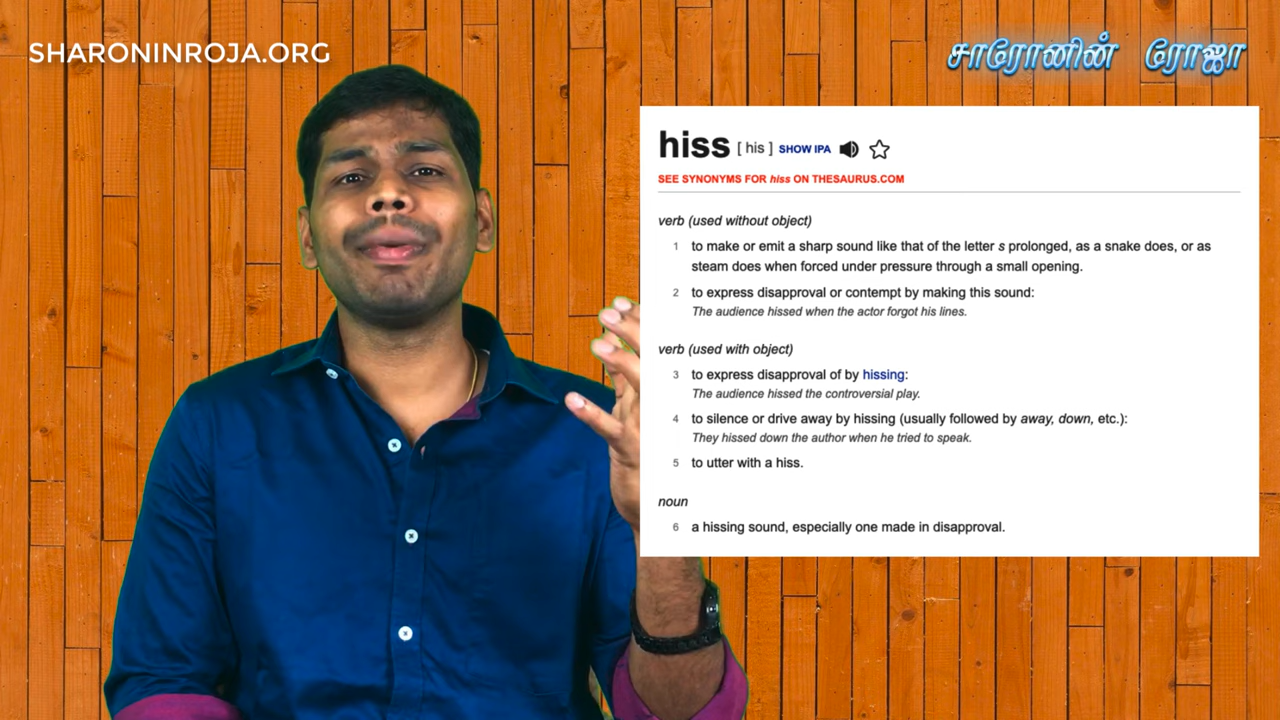 SHARONINROJA.ORG
சாரோனின் ரோஜா
hiss [ his ] SHOW IPA
SEE SYNONYMS FOR hiss ON THESAURUS.COM
verb (used without object)
1 to make or emit a sharp sound like that of the letter s prolonged, as a snake does, or as
steam does when forced under pressure through a small opening.
2 to express disapproval or contempt by making this sound:
The audience hissed when the actor forgot his lines.
verb (used with object)
3 to express disapproval of by hissing:
The audience hissed the controversial play.
4 to silence or drive away by hissing (usually followed by away, down, etc.):
They hissed down the author when he tried to speak.
5 to utter with a hiss.
noun
6 a hissing sound, especially one made in disapproval.